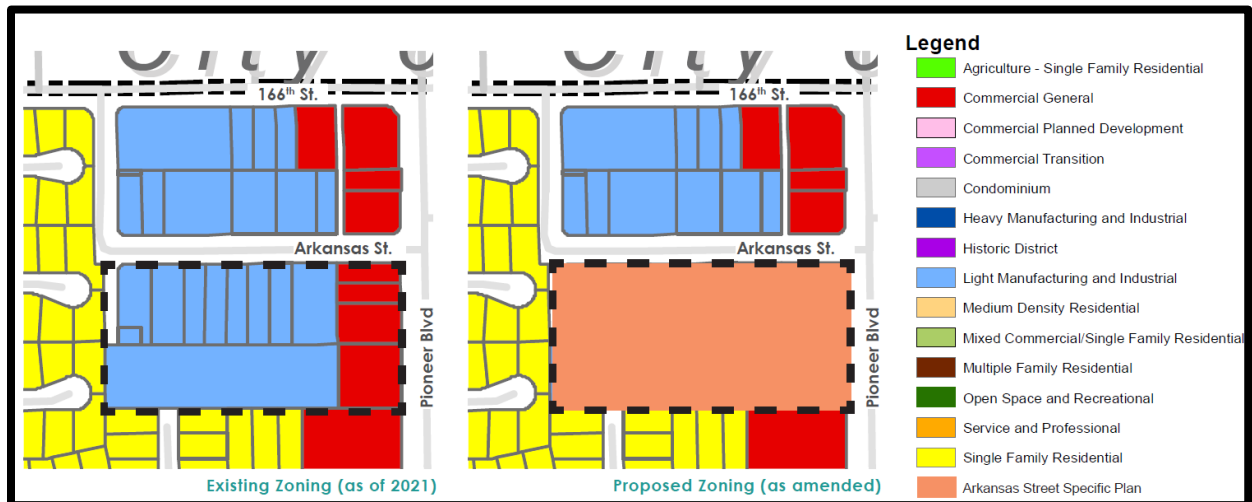 City o
166th St.
Arkansas St.
Pioneer Blvd
Existing Zoning (as of 2021)
City o
166th St.
Arkansas St.
Pioneer Blvd
Proposed Zoning (as amended)
Legend
Agriculture - Single Family Residential
Commercial General
Commercial Planned Development
Commercial Transition
Condominium
Heavy Manufacturing and Industrial
Historic District
Light Manufacturing and Industrial
Medium Density Residential
Mixed Commercial/Single Family Residential
Multiple Family Residential
Open Space and Recreational
Service and Professional
Single Family Residential
Arkansas Street Specific Plan